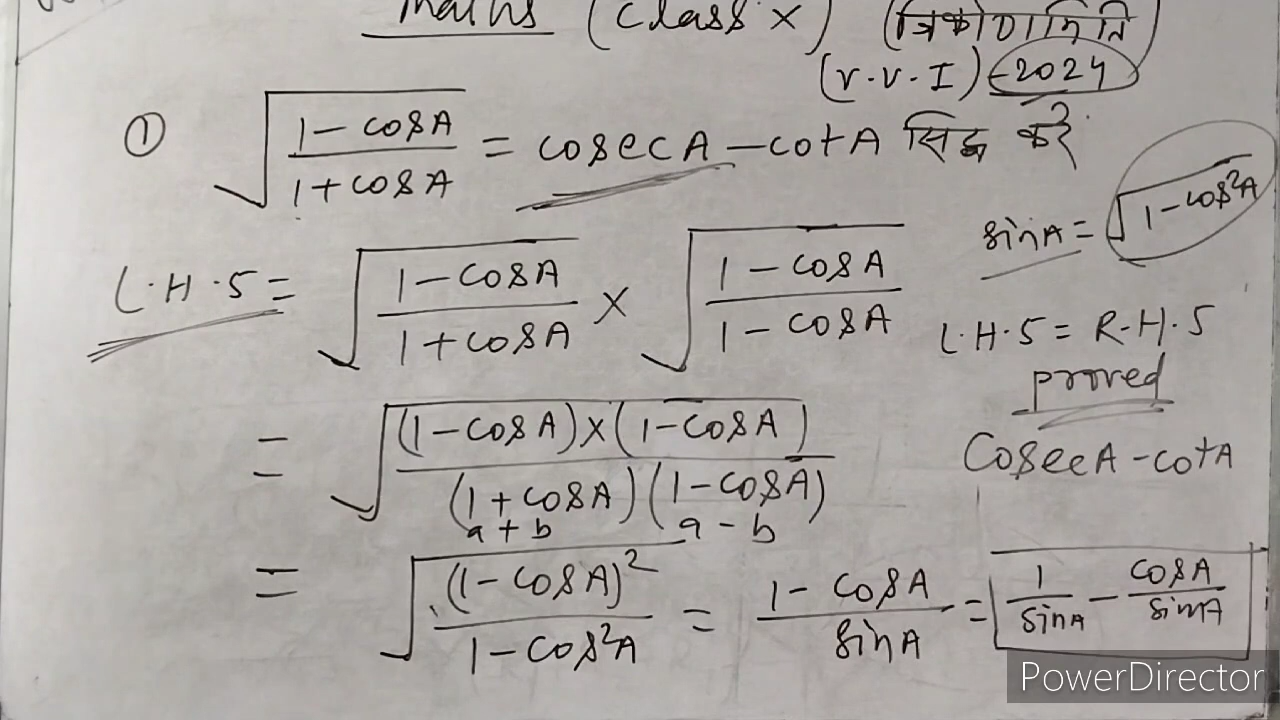 Maths (Class X) (त्रिकोणमिति)
(V.V.I) - 2024
① √((1 - cosA)/(1 + cosA)) = cosecA - cotA सिद्ध करें
sinA = √(1 - cos²A)
L.H.S = √((1 - cosA)/(1 + cosA)) × √((1 - cosA)/(1 - cosA))
L.H.S = R.H.S
proved
= √(((1 - cosA) × (1 - cosA))/((1 + cosA)(1 - cosA)))
a + b a - b
CosecA - cotA
= √((1 - cosA)²/(1 - cos²A)) = (1 - cosA)/sinA = 1/sinA - cosA/sinA
PowerDirector